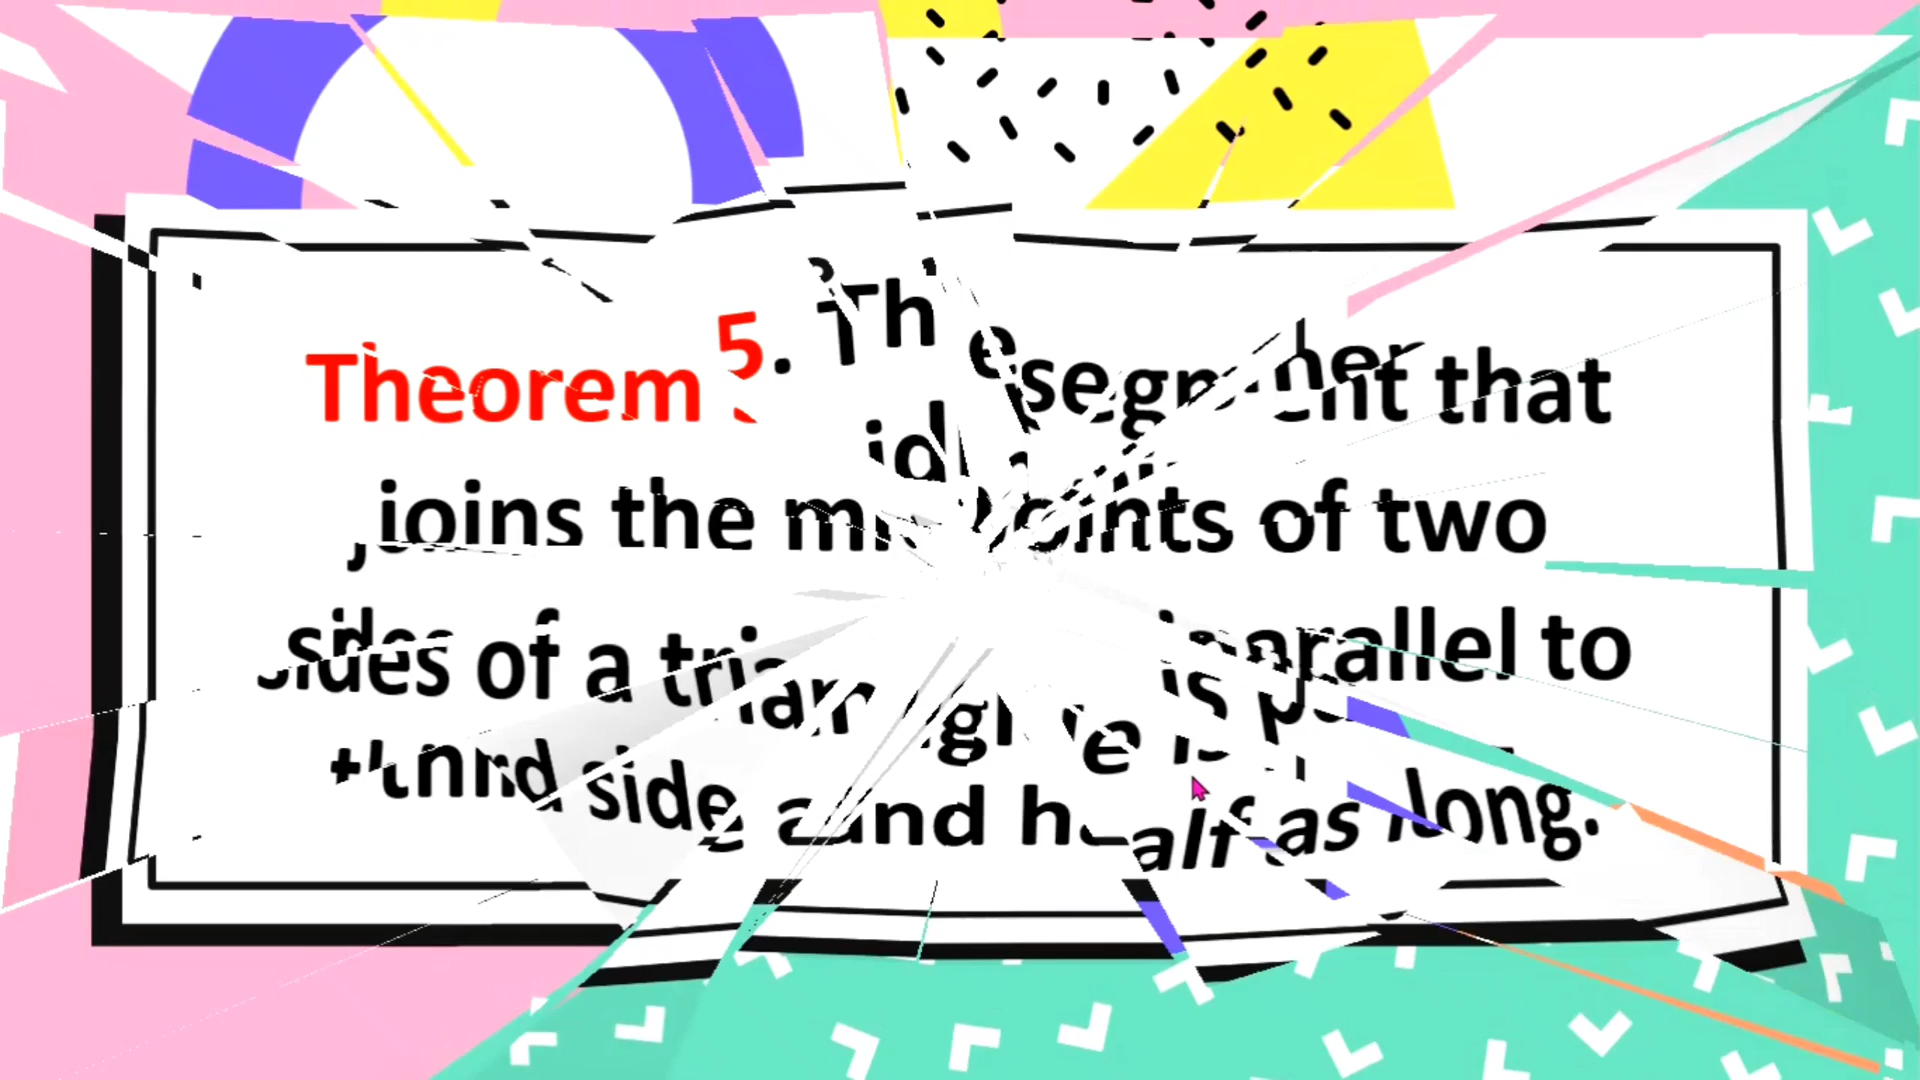 Theorem 5. The segment that
joins the midpoints of two
sides of a triangle is parallel to
third side and half as long.